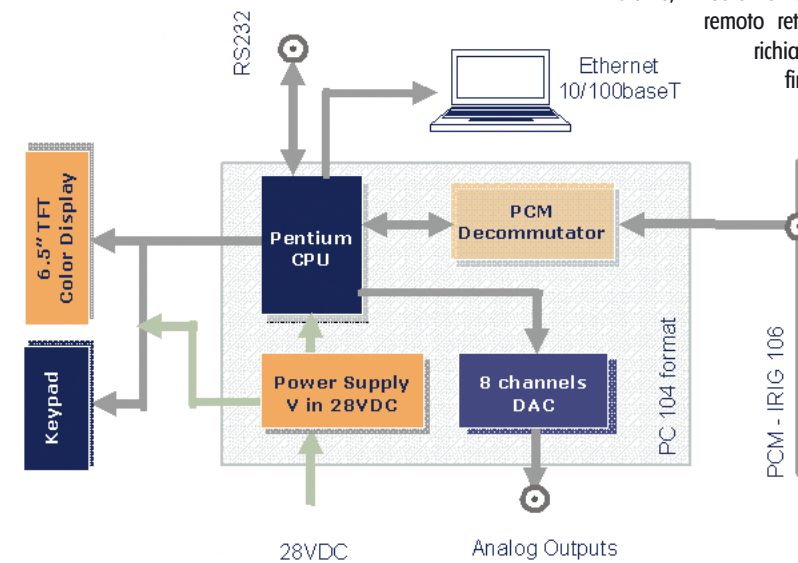 remoto
RS232
Ethernet
10/100baseT
6.5" TFT
Color Display
Pentium
CPU
PCM
Decommutator
Keypad
Power Supply
V in 28VDC
8 channels
DAC
PC 104 format
PCM - IRIG 106
28VDC
Analog Outputs